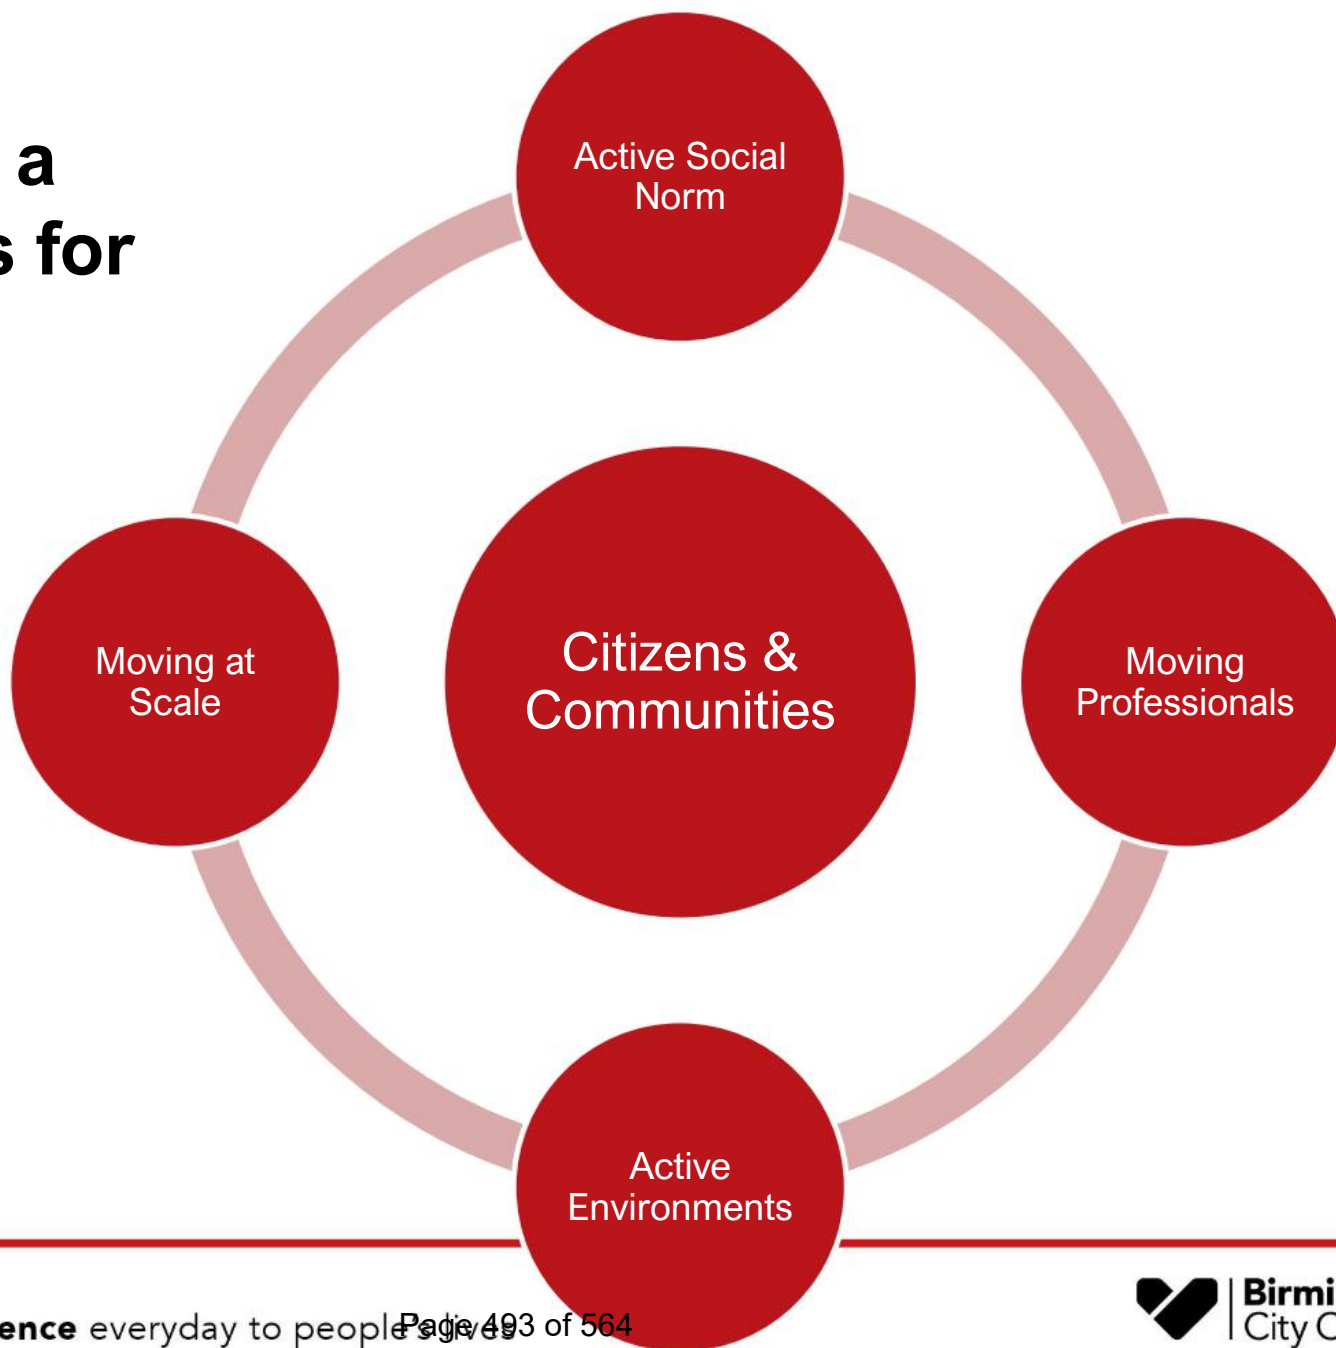 a
s for
Active Social
Norm
Moving at
Scale
Citizens &
Communities
Moving
Professionals
Active
Environments
ence everyday to people's lives
Page 493 of 564
Birmi
City C